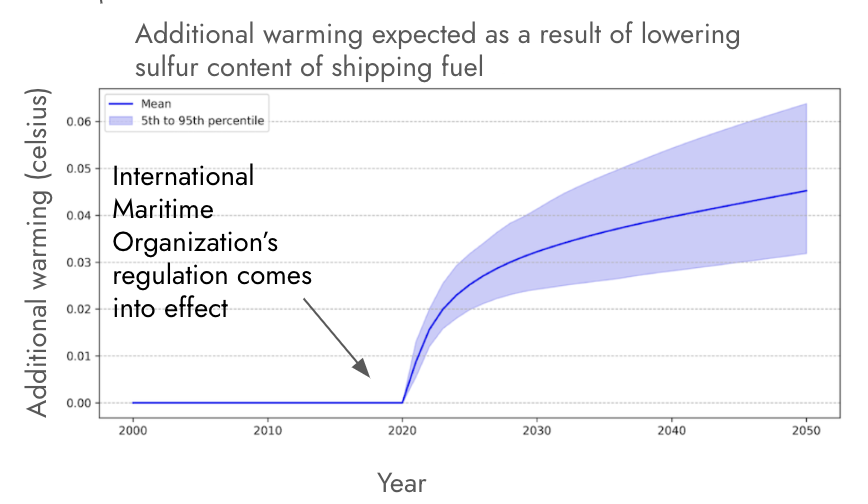 Additional warming expected as a result of lowering
sulfur content of shipping fuel
Additional warming (celsius)
Mean
5th to 95th percentile
0.06
0.05
0.04
0.03
0.02
0.01
0.00
International
Maritime
Organization’s
regulation comes
into effect
2000 2010 2020 2030 2040 2050
Year